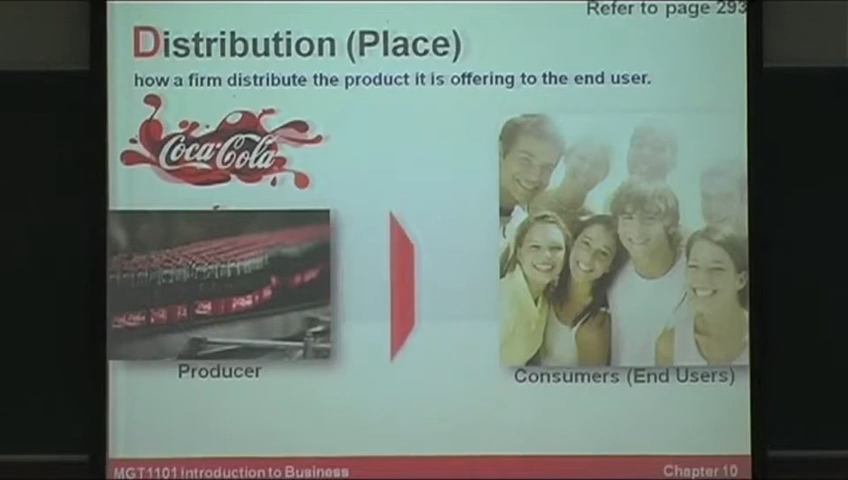 Refer to page 293
Distribution (Place)
how a firm distribute the product it is offering to the end user.
Coca-Cola
Producer
Consumers (End Users)
MGT1101 Introduction to Business
Chapter 10